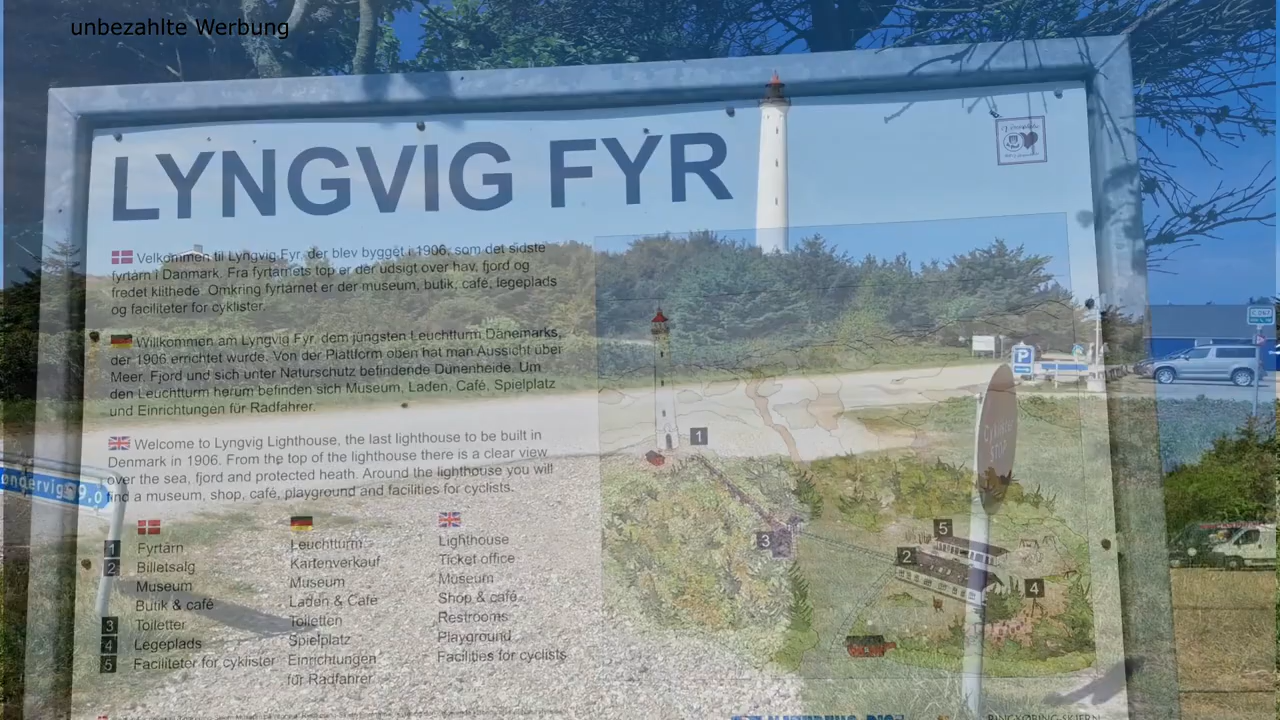 unbezahlte Werbung
LYNGVIG FYR
Velkommen til Lyngvig Fyr, der blev bygget i 1906, som det sidste
fyrtårn i Danmark. Fra fyrtårnets top er der udsigt over hav, fjord og
fredet klithede. Omkring fyrtårnet er der museum, butik, café, legeplads
og faciliteter for cyklister.
Willkommen am Lyngvig Fyr, dem jüngsten Leuchtturm Dänemarks,
der 1906 errichtet wurde. Von der Plattform oben hat man Aussicht über
Meer, Fjord und sich unter Naturschutz befindende Dünenheide. Um
den Leuchtturm herum befinden sich Museum, Laden, Café, Spielplatz
und Einrichtungen für Radfahrer.
Welcome to Lyngvig Lighthouse, the last lighthouse to be built in
Denmark in 1906. From the top of the lighthouse there is a clear view
over the sea, fjord and protected heath. Around the lighthouse you will
find a museum, shop, café, playground and facilities for cyclists.
1 Fyrtårn Leuchtturm Lighthouse
2 Billetsalg Kartenverkauf Ticket office
Museum Museum Museum
Butik & café Laden & Café Shop & café
3 Toiletter Toiletten Restrooms
4 Legeplads Spielplatz Playground
5 Faciliteter for cyklister Einrichtungen Facilities for cyclists
für Radfahrer
1
3
5
2
4
P
STOP
9,0